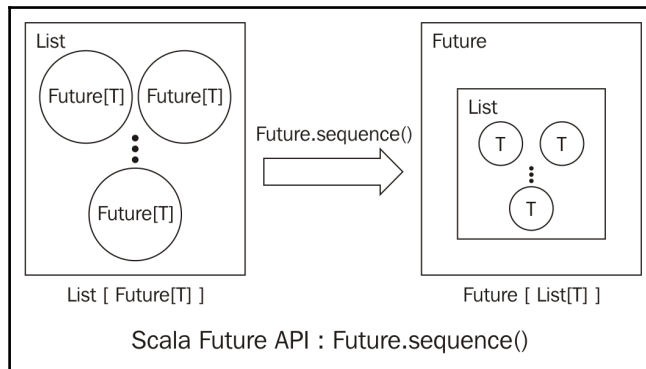 List
Future[T]
Future[T]
Future[T]
List [ Future[T] ]
Future.sequence()
Future
List
T
T
T
Future [ List[T] ]
Scala Future API : Future.sequence()